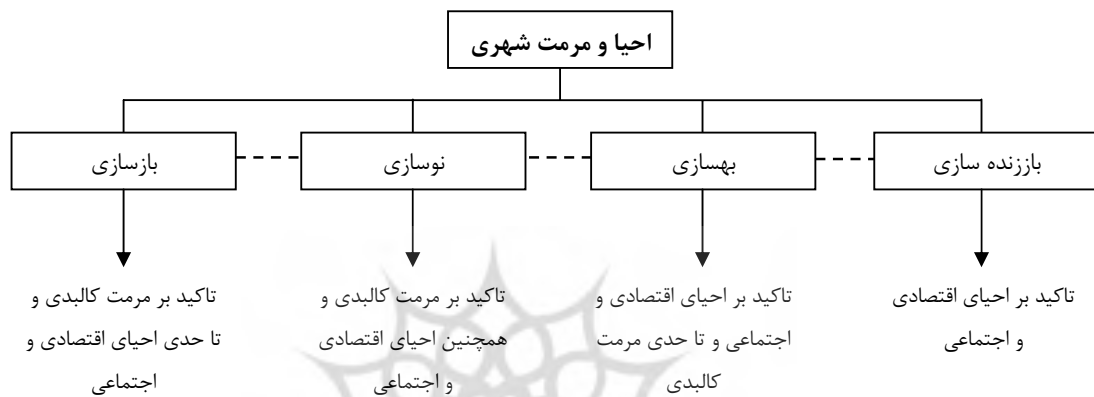 احیا و مرمت شهری
باززنده سازی
بهسازی
نوسازی
بازسازی
تاکید بر احیای اقتصادی
و اجتماعی
تاکید بر احیای اقتصادی و
اجتماعی و تا حدی مرمت
کالبدی
تاکید بر مرمت کالبدی و
همچنین احیای اقتصادی
و اجتماعی
تاکید بر مرمت کالبدی و
تا حدی احیای اقتصادی و
اجتماعی